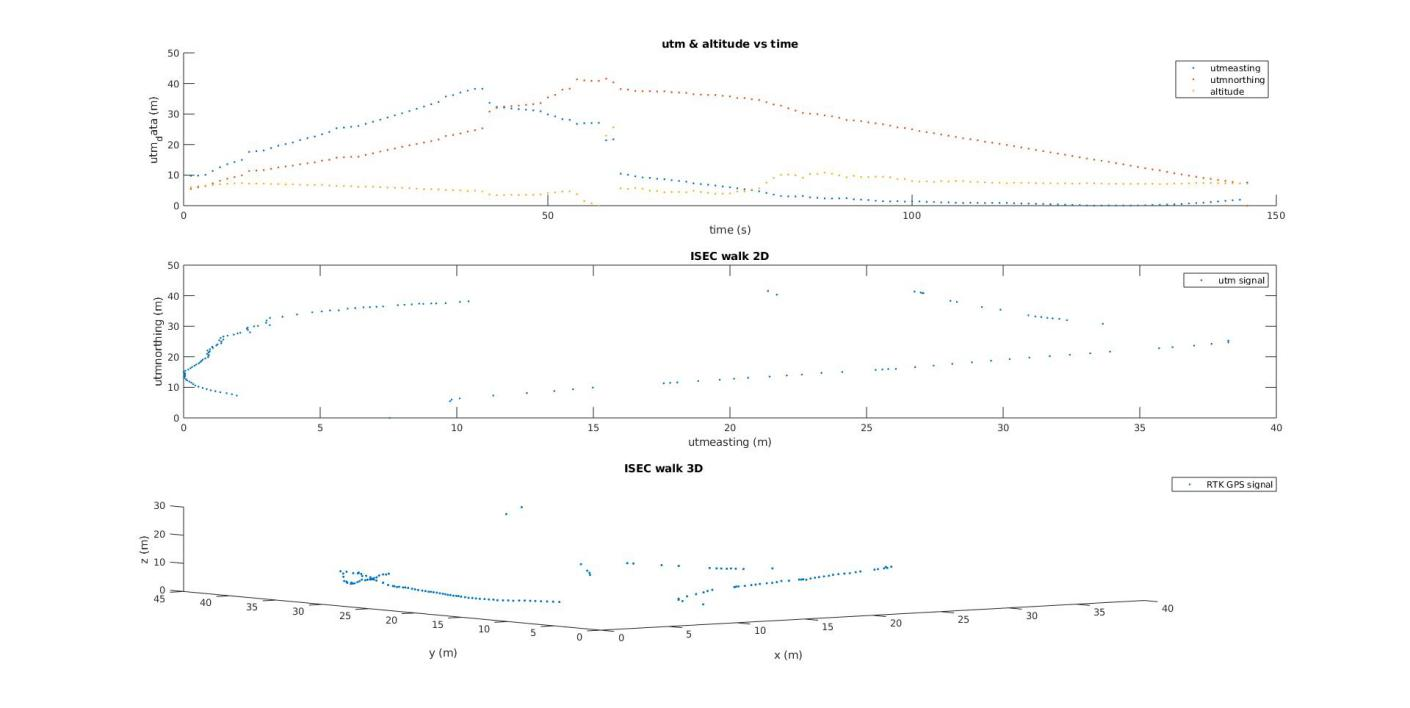 utm & altitude vs time
50
40
30
20
10
0
utm_data (m)
utmeasting
utmnorthing
altitude
0 50 100 150
time (s)
ISEC walk 2D
50
40
30
20
10
0
utmnorthing (m)
utm signal
0 5 10 15 20 25 30 35 40
utmeasting (m)
ISEC walk 3D
RTK GPS signal
30
20
10
0
z (m)
45 40 35 30 25 20 15 10 5 0
y (m)
0 5 10 15 20 25 30 35 40
x (m)